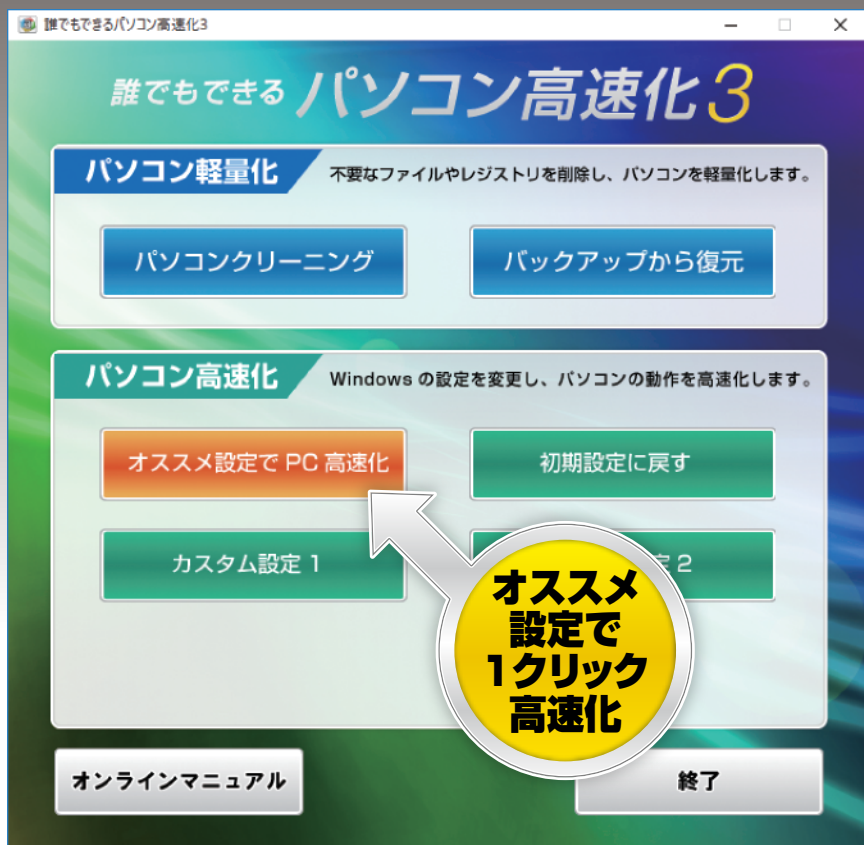 誰でもできるパソコン高速化3
誰でもできる パソコン高速化3
パソコン軽量化
不要なファイルやレジストリを削除し、パソコンを軽量化します。
パソコンクリーニング
バックアップから復元
パソコン高速化
Windows の設定を変更し、パソコンの動作を高速化します。
オススメ設定で PC 高速化
初期設定に戻す
カスタム設定 1
定 2
オススメ
設定で
1クリック
高速化
オンラインマニュアル
終了